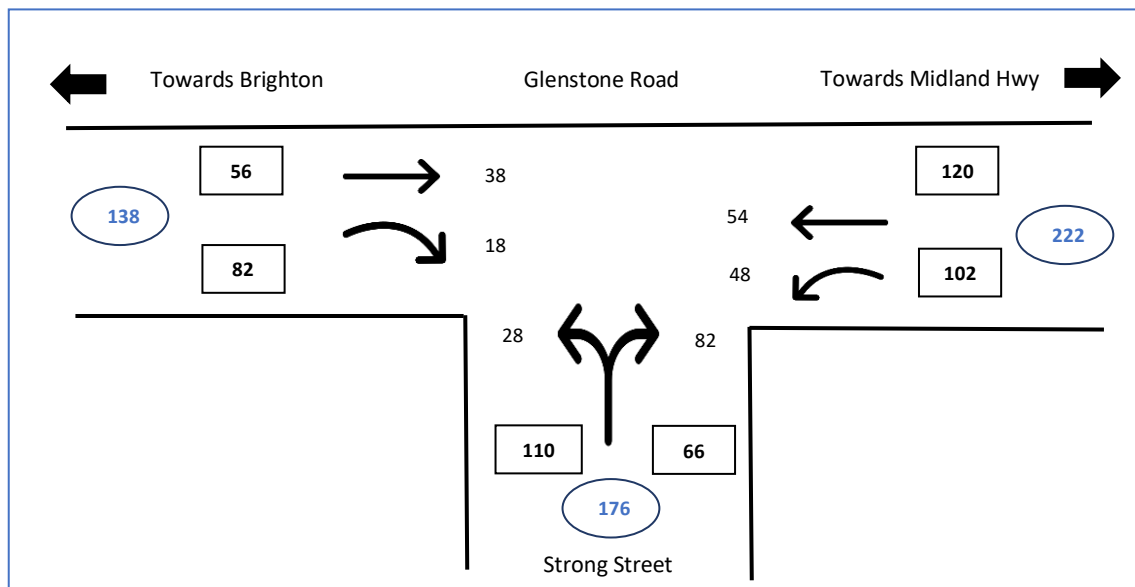 Towards Brighton Glenstone Road Towards Midland Hwy
56 38 120
138 54 222
18
82 48 102
28 82
110 66
176
Strong Street